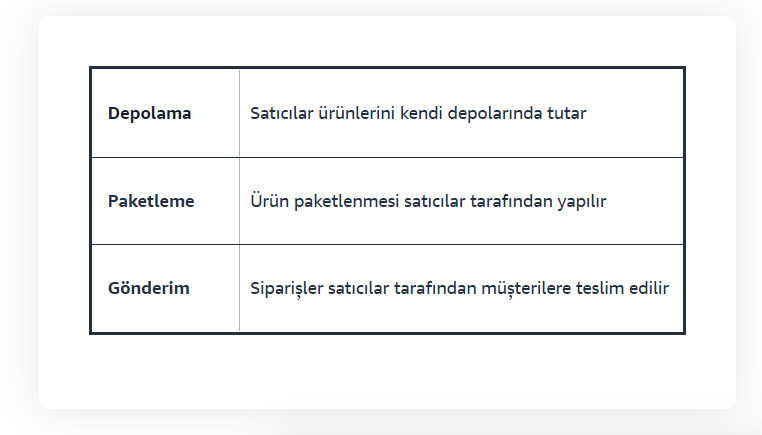 Depolama
Satıcılar ürünlerini kendi depolarında tutar
Paketleme
Ürün paketlenmesi satıcılar tarafından yapılır
Gönderim
Siparişler satıcılar tarafından müşterilere teslim edilir